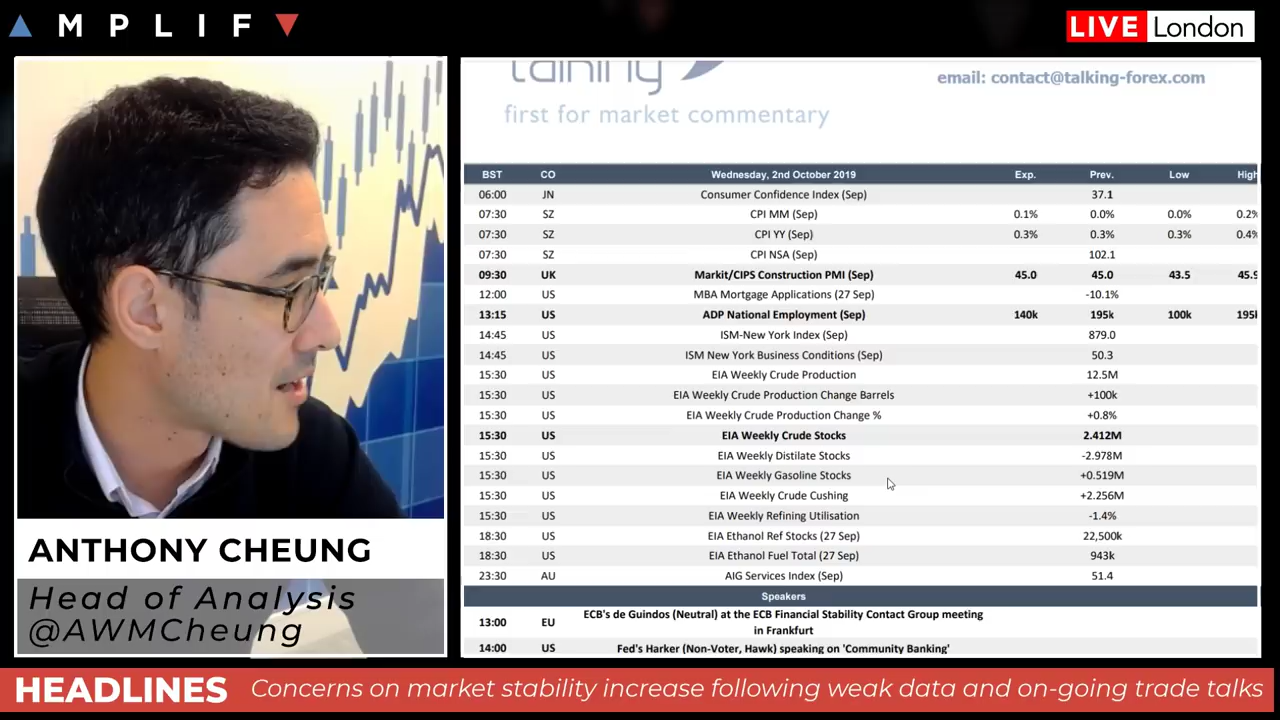 MPLIF
LIVE London
talking
email: contact@talking-forex.com
first for market commentary
BST CO Wednesday, 2nd October 2019 Exp. Prev. Low High
06:00 JN Consumer Confidence Index (Sep) 37.1
07:30 SZ CPI MM (Sep) 0.1% 0.0% 0.0% 0.2%
07:30 SZ CPI YY (Sep) 0.3% 0.3% 0.3% 0.4%
07:30 SZ CPI NSA (Sep) 102.1
09:30 UK Markit/CIPS Construction PMI (Sep) 45.0 45.0 43.5 45.9
12:00 US MBA Mortgage Applications (27 Sep) -10.1%
13:15 US ADP National Employment (Sep) 140k 195k 100k 195k
14:45 US ISM-New York Index (Sep) 879.0
14:45 US ISM New York Business Conditions (Sep) 50.3
15:30 US EIA Weekly Crude Production 12.5M
15:30 US EIA Weekly Crude Production Change Barrels +100k
15:30 US EIA Weekly Crude Production Change % +0.8%
15:30 US EIA Weekly Crude Stocks 2.412M
15:30 US EIA Weekly Distilate Stocks -2.978M
15:30 US EIA Weekly Gasoline Stocks +0.519M
15:30 US EIA Weekly Crude Cushing +2.256M
15:30 US EIA Weekly Refining Utilisation -1.4%
18:30 US EIA Ethanol Ref Stocks (27 Sep) 22,500k
18:30 US EIA Ethanol Fuel Total (27 Sep) 943k
23:30 AU AIG Services Index (Sep) 51.4
Speakers
13:00 EU ECB's de Guindos (Neutral) at the ECB Financial Stability Contact Group meeting
in Frankfurt
14:00 US Fed's Harker (Non-Voter, Hawk) speaking on 'Community Banking'
ANTHONY CHEUNG
Head of Analysis
@AWMCheung
HEADLINES Concerns on market stability increase following weak data and on-going trade talks